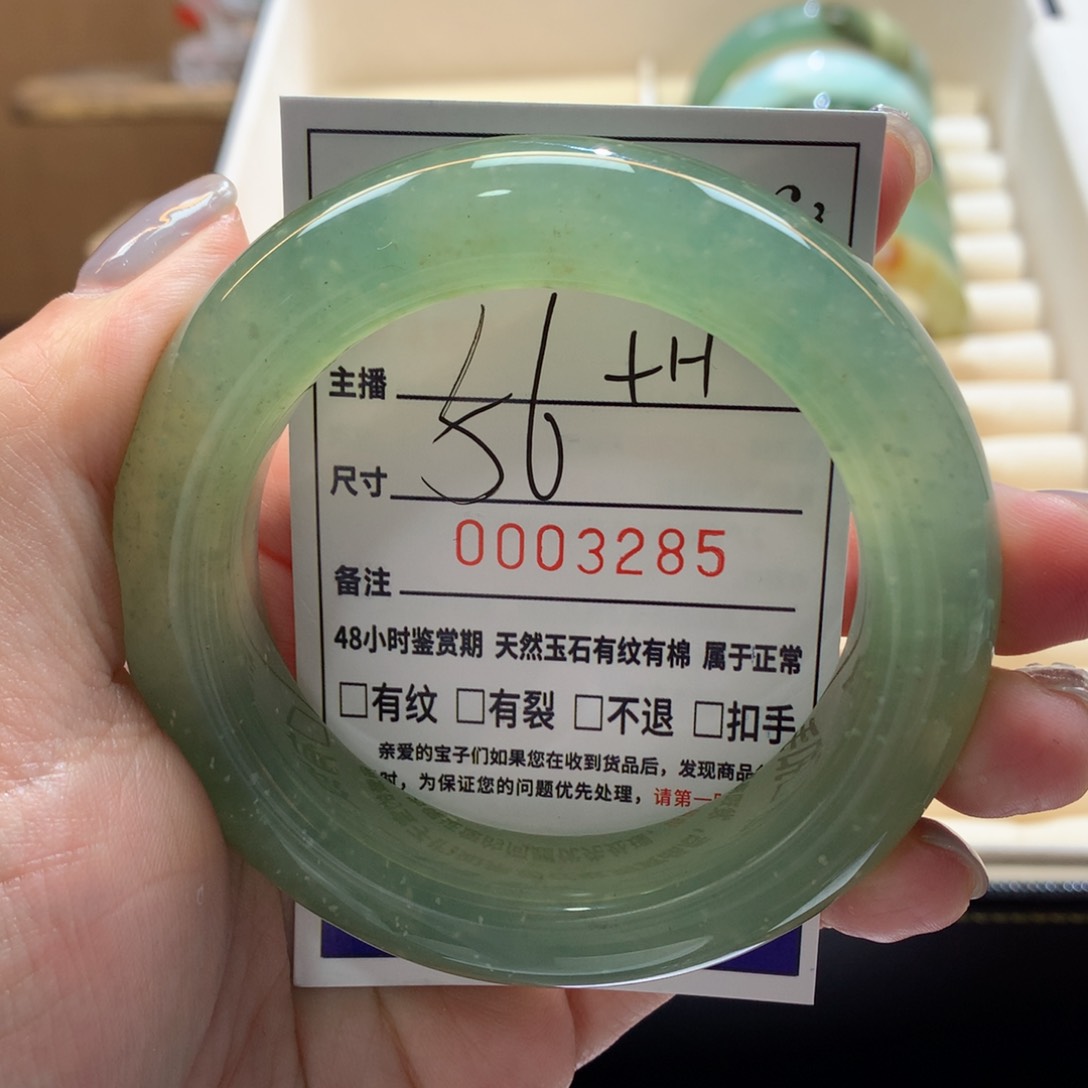 主播 +H
尺寸 56
0003285
备注
48小时鉴赏期 天然玉石有纹有棉 属于正常
□有纹 □有裂 □不退 □扣手
亲爱的宝子们如果您在收到货品后，发现商品
时，为保证您的问题优先处理，请第一